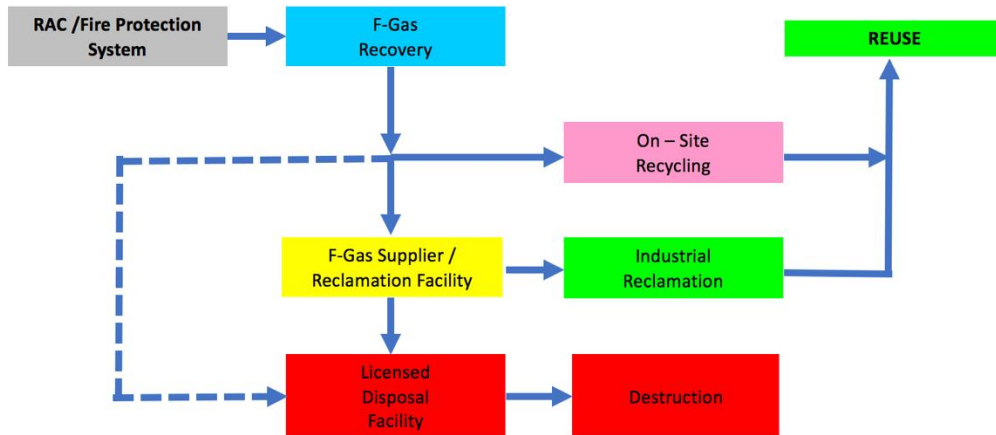 RAC /Fire Protection
System
F-Gas
Recovery
REUSE
On – Site
Recycling
F-Gas Supplier /
Reclamation Facility
Industrial
Reclamation
Licensed
Disposal
Facility
Destruction